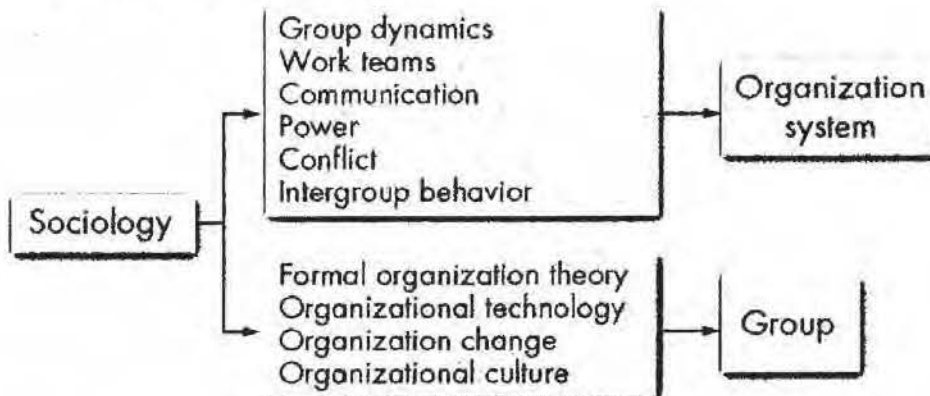 Sociology
Group dynamics
Work teams
Communication
Power
Conflict
Intergroup behavior
Organization
system
Formal organization theory
Organizational technology
Organization change
Organizational culture
Group